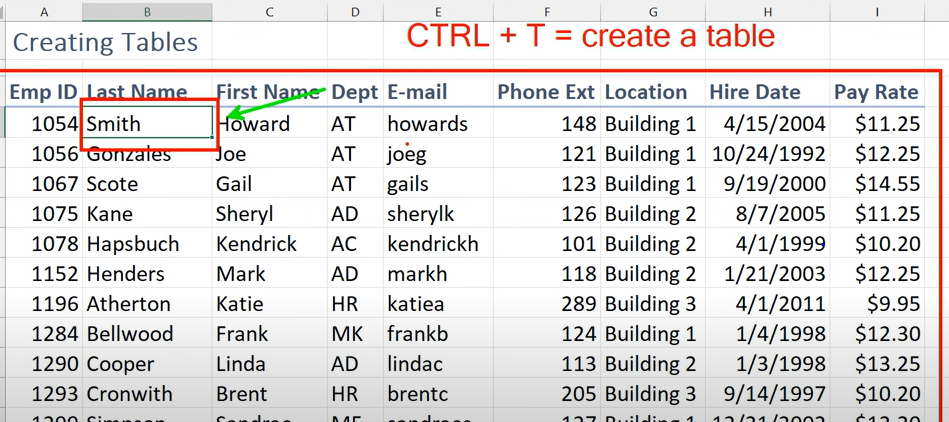 A B C D E F G H I
Creating Tables
CTRL + T = create a table
Emp ID Last Name First Name Dept E-mail Phone Ext Location Hire Date Pay Rate
1054 Smith Howard AT howards 148 Building 1 4/15/2004 $11.25
1056 Gonzales Joe AT joeg 121 Building 1 10/24/1992 $12.25
1067 Scote Gail AT gails 123 Building 1 9/19/2000 $14.55
1075 Kane Sheryl AD sherylk 126 Building 2 8/7/2005 $11.25
1078 Hapsbuch Kendrick AC kendrickh 101 Building 2 4/1/1999 $10.20
1152 Henders Mark AD markh 118 Building 2 1/21/2003 $12.25
1196 Atherton Katie HR katiea 289 Building 3 4/1/2011 $9.95
1284 Bellwood Frank MK frankb 124 Building 1 1/4/1998 $12.30
1290 Cooper Linda AD lindac 113 Building 2 1/3/1998 $13.25
1293 Cronwith Brent HR brentc 205 Building 3 9/14/1997 $10.20